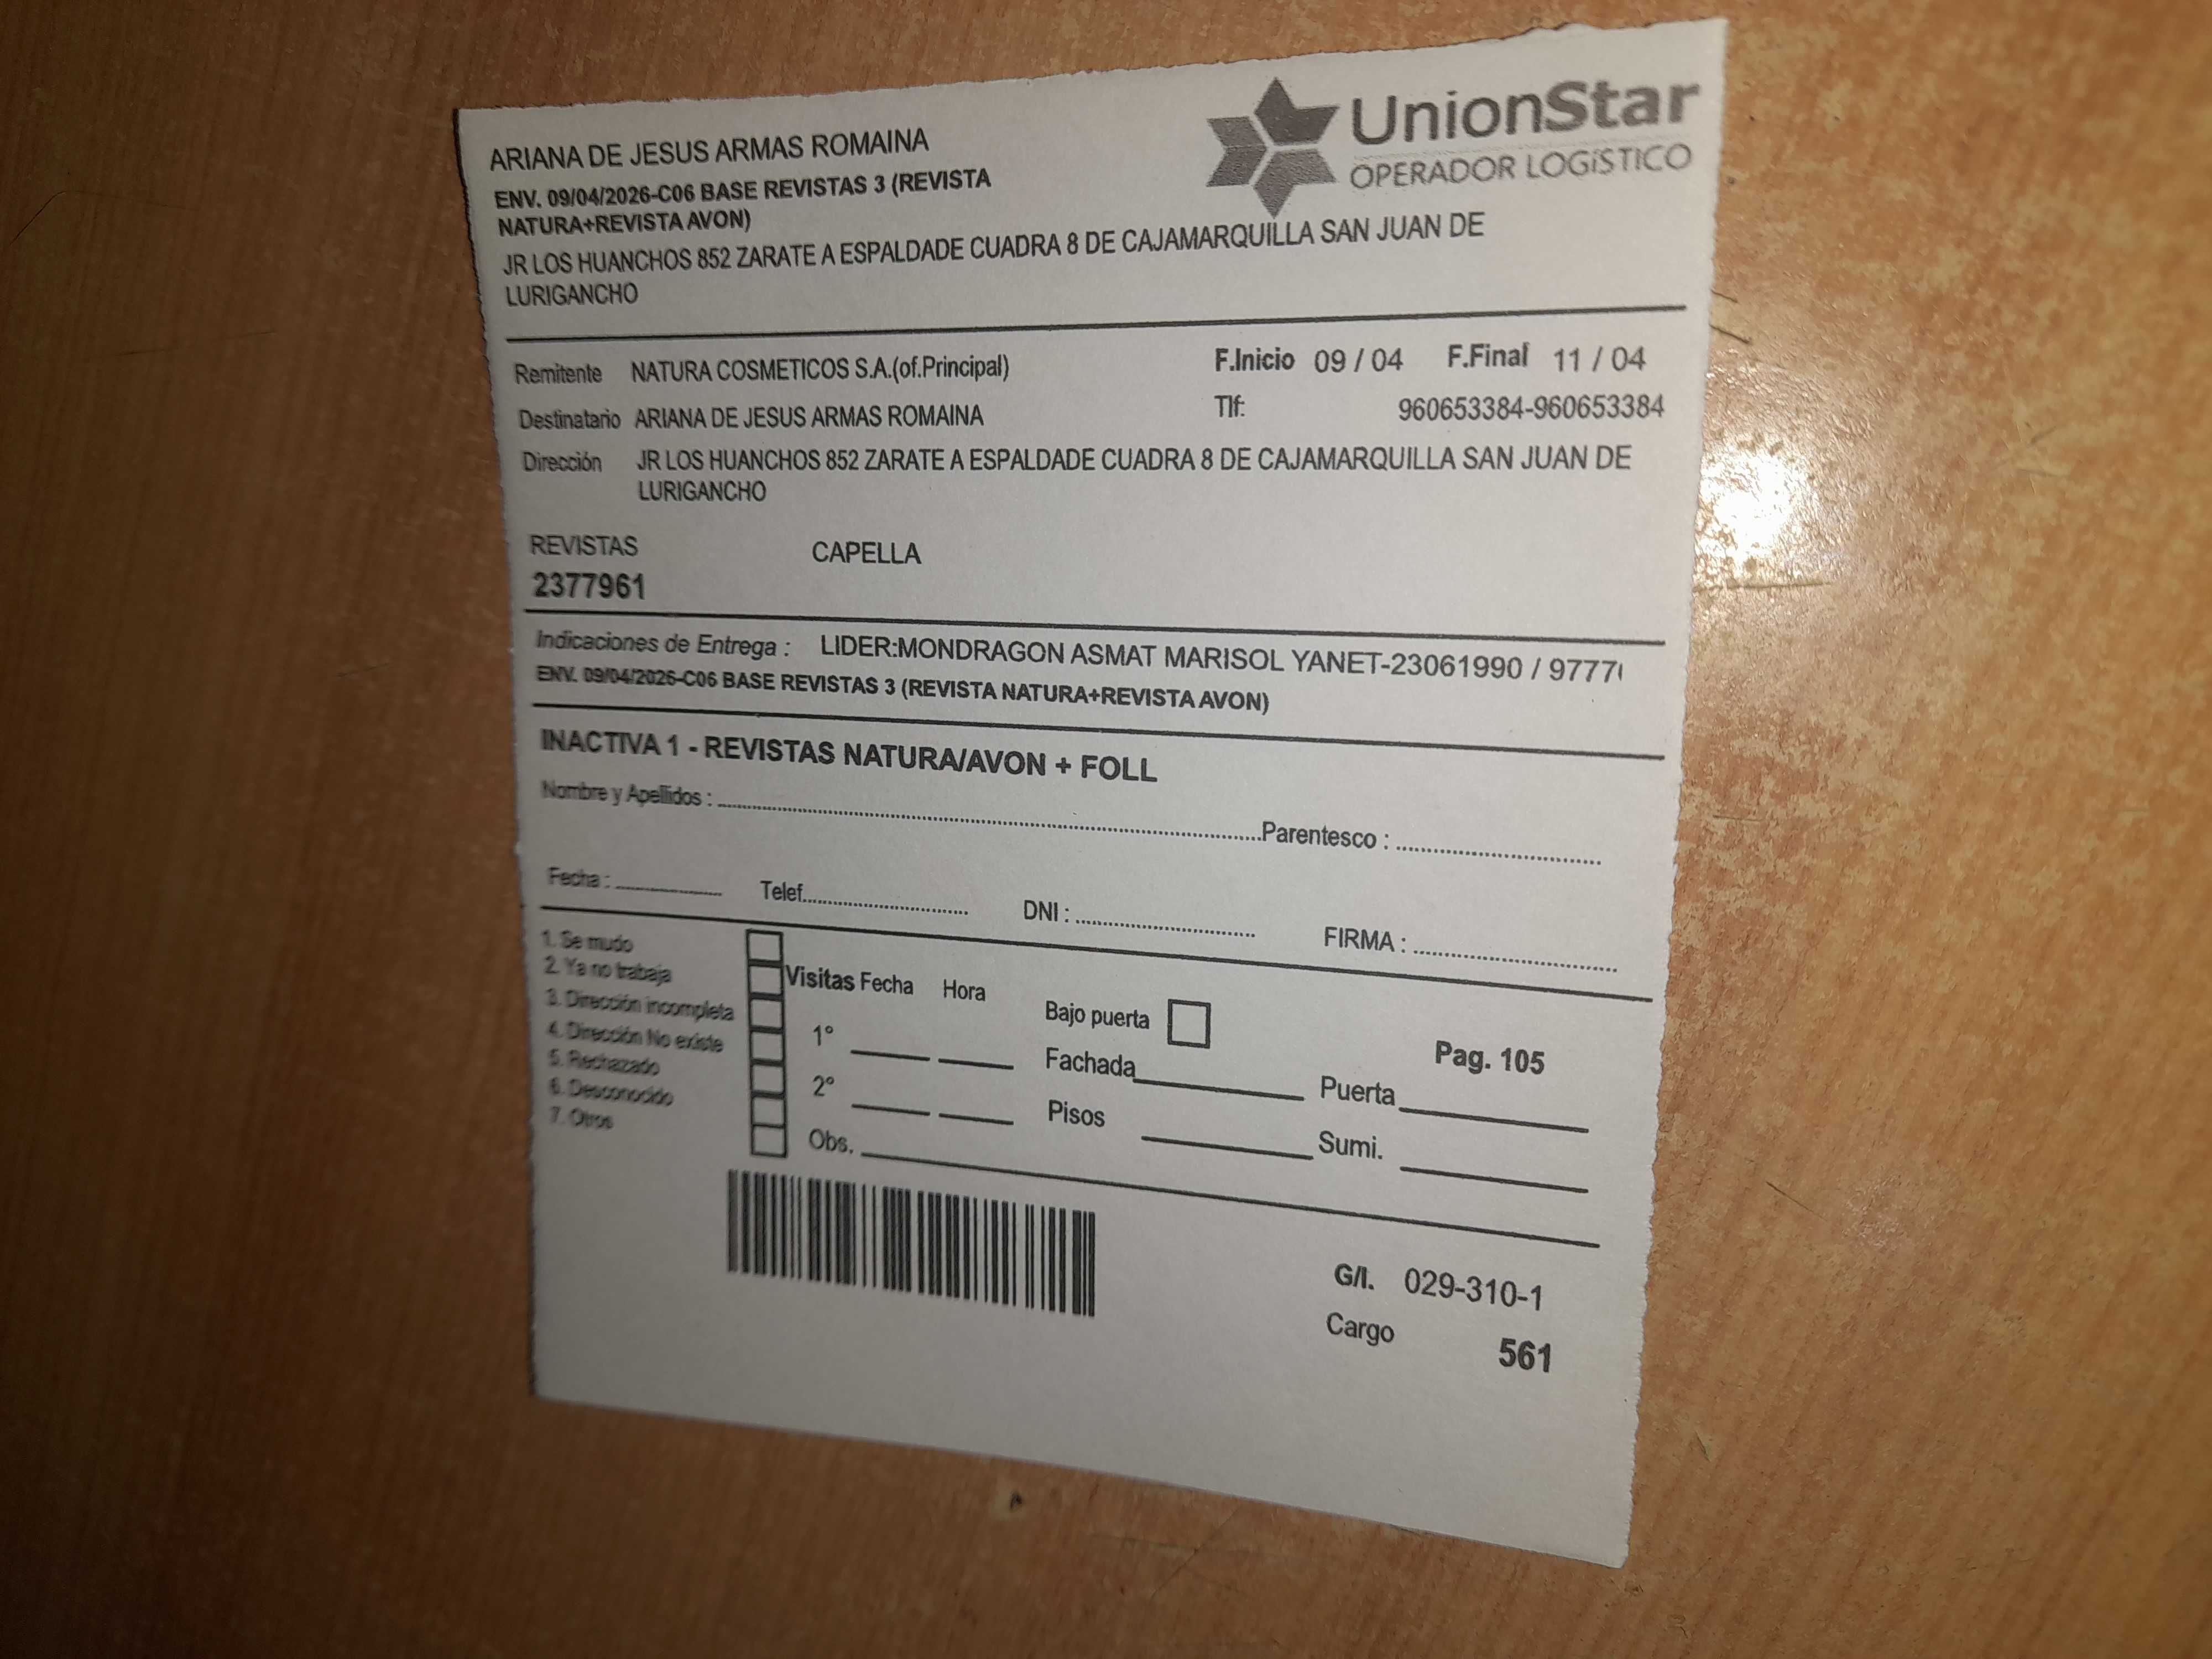 ARIANA DE JESUS ARMAS ROMAINA
UnionStar
OPERADOR LOGíSTICO
ENV. 09/04/2026-C06 BASE REVISTAS 3 (REVISTA
NATURA+REVISTA AVON)
JR LOS HUANCHOS 852 ZARATE A ESPALDADE CUADRA 8 DE CAJAMARQUILLA SAN JUAN DE
LURIGANCHO
Remitente NATURA COSMETICOS S.A.(of.Principal) F.Inicio 09 / 04 F.Final 11 / 04
Destinatario ARIANA DE JESUS ARMAS ROMAINA Tlf: 960653384-960653384
Dirección JR LOS HUANCHOS 852 ZARATE A ESPALDADE CUADRA 8 DE CAJAMARQUILLA SAN JUAN DE
LURIGANCHO
REVISTAS CAPELLA
2377961
Indicaciones de Entrega : LIDER:MONDRAGON ASMAT MARISOL YANET-23061990 / 9777
ENV. 09/04/2026-C06 BASE REVISTAS 3 (REVISTA NATURA+REVISTA AVON)
INACTIVA 1 - REVISTAS NATURA/AVON + FOLL
Nombre y Apellidos : Parentesco :
Fecha : Telef. DNI : FIRMA :
1. Se mudo
2. Ya no trabaja
3. Dirección incompleta
4. Dirección No existe
5. Rechazado
6. Desconocido
7. Otros
Visitas Fecha Hora
1°
2°
Obs.
Bajo puerta
Fachada
Pisos
Pag. 105
Puerta
Sumi.
G/I. 029-310-1
Cargo 561